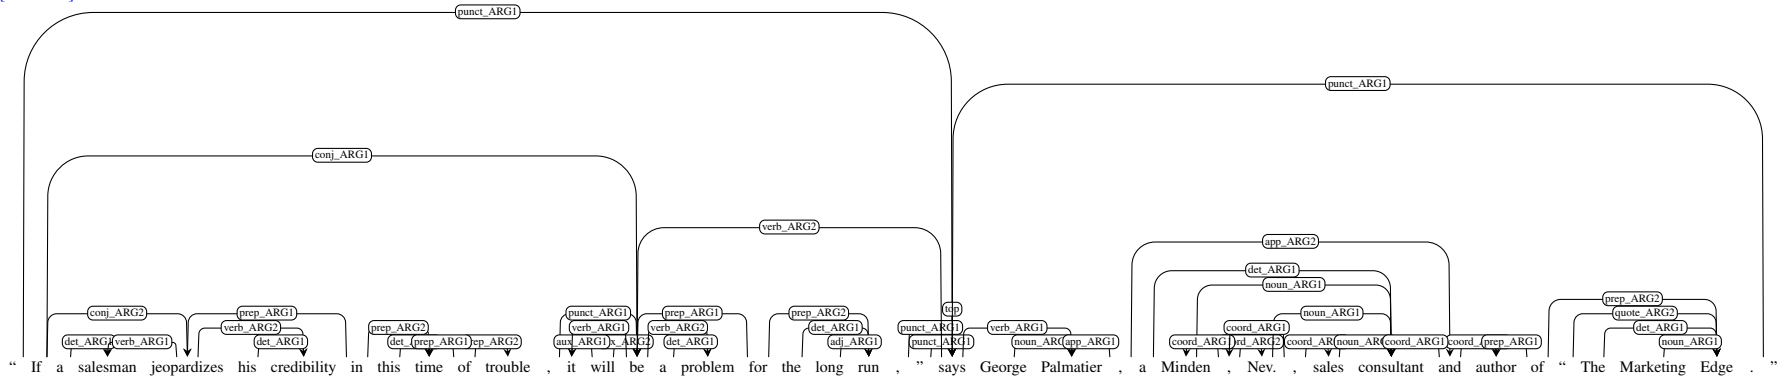 punct_ARG1
punct_ARG1
conj_ARG1
verb_ARG2
app_ARG2
det_ARG1
noun_ARG1
prep_ARG2
conj_ARG2 prep_ARG1 punct_ARG1 prep_ARG1 prep_ARG2 top noun_ARG1 quote_ARG2
verb_ARG2 prep_ARG2 verb_ARG1 verb_ARG2 det_ARG1 punct_ARG1 verb_ARG1 coord_ARG1 det_ARG1
det_ARG1 verb_ARG1 det_ARG1 prep_ARG1 aux_ARG1 det_ARG1 adj_ARG1 punct_ARG1 app_ARG1 coord_ARG1 prep_ARG1 noun_ARG1
“ If a salesman jeopardizes his credibility in this time of trouble , it will be a problem for the long run , ” says George Palmatier , a Minden , Nev. , sales consultant and author of “ The Marketing Edge . ”